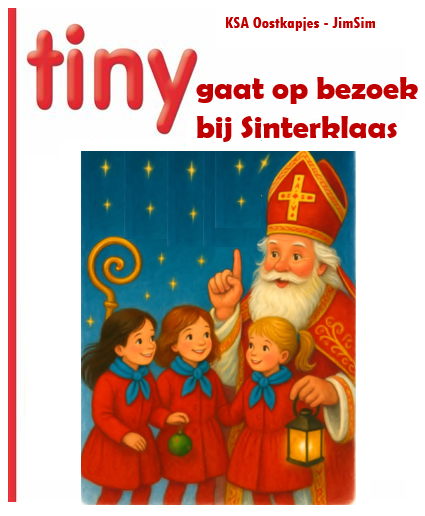 KSA Oostkapjes - JimSim
tiny
gaat op bezoek
bij Sinterklaas